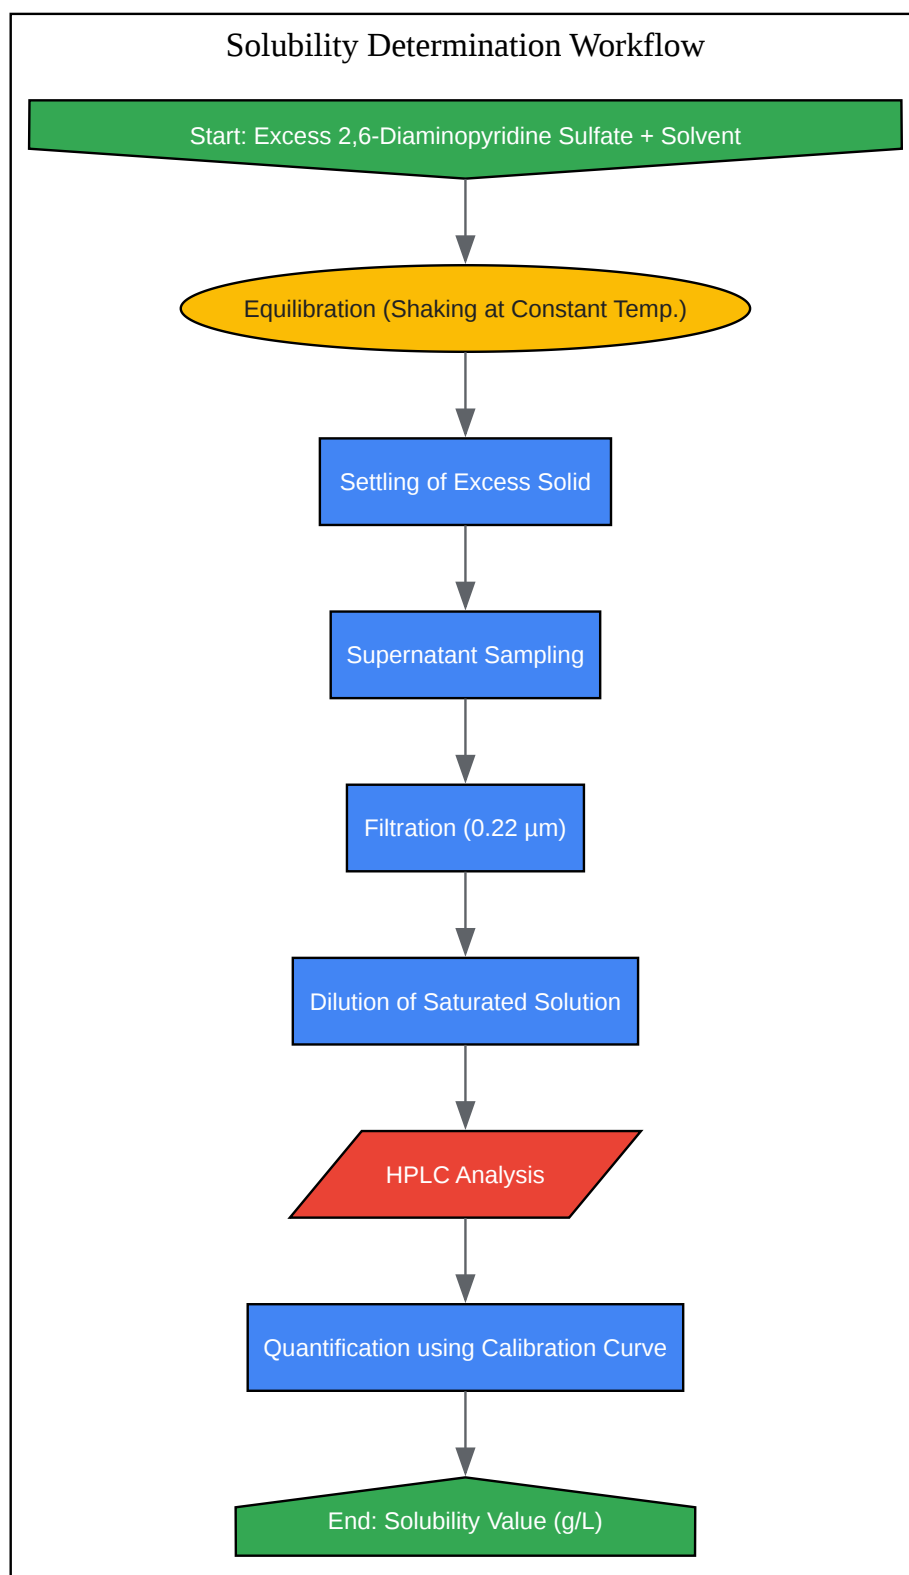 Solubility Determination Workflow
Start: Excess 2,6-Diaminopyridine Sulfate + Solvent
Equilibration (Shaking at Constant Temp.)
Settling of Excess Solid
Supernatant Sampling
Filtration (0.22 µm)
Dilution of Saturated Solution
HPLC Analysis
Quantification using Calibration Curve
End: Solubility Value (g/L)